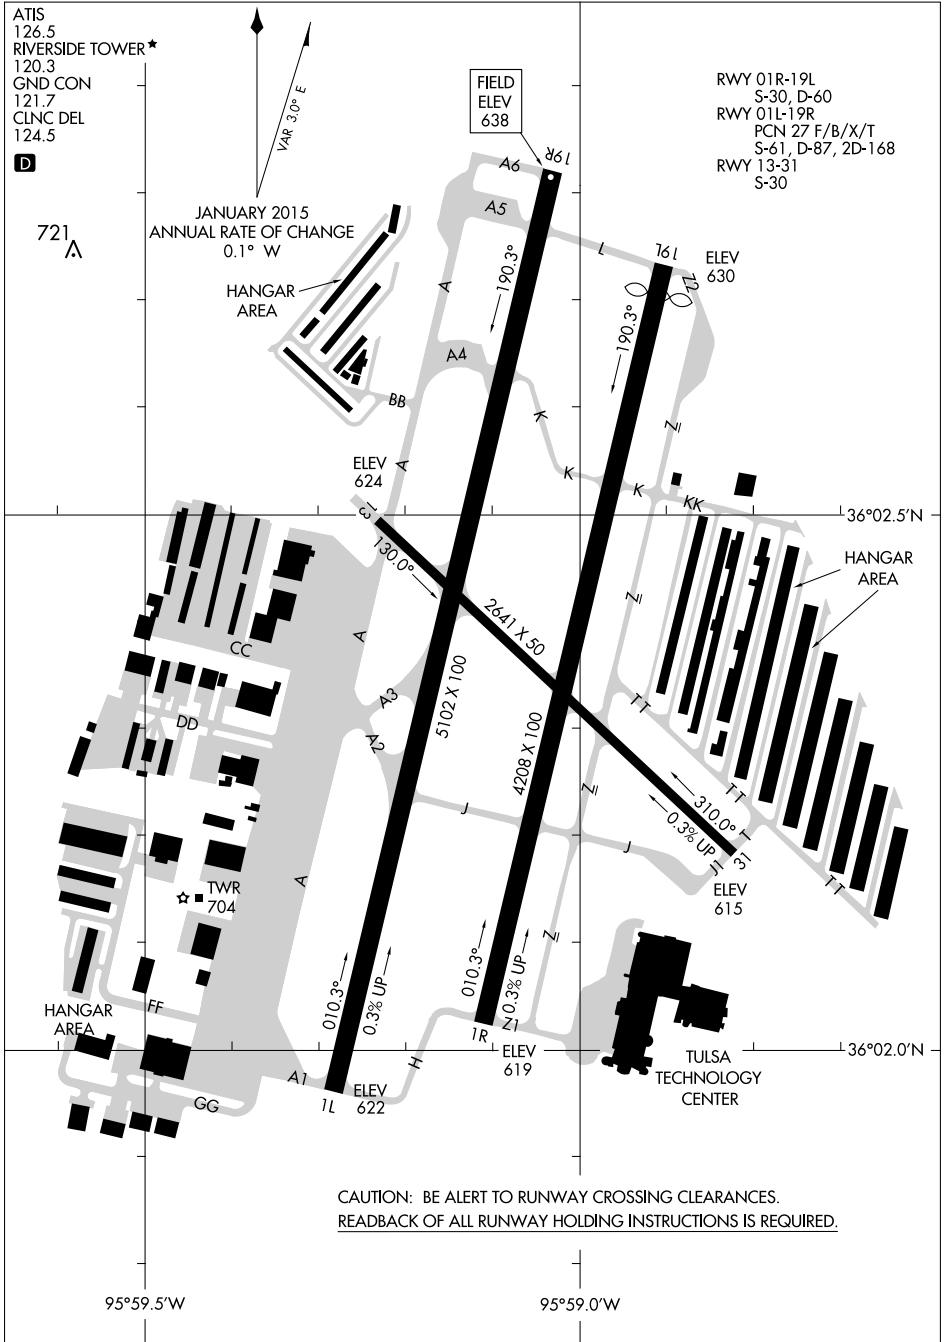 ATIS
126.5
RIVERSIDE TOWER
120.3
GND CON
121.7
CLNC DEL
124.5
D
VAR 3.0° E
JANUARY 2015
ANNUAL RATE OF CHANGE
0.1° W
FIELD
ELEV
638
RWY 01R-19L
S-30, D-60
RWY 01L-19R
PCN 27 F/B/X/T
S-61, D-87, 2D-168
RWY 13-31
S-30
721
HANGAR
AREA
A6
19R
A5
L
19L
Z2
ELEV
630
190.3°
190.3°
A
A4
BB
K
K
K
KK
Z
A
ELEV
624
13
130.0°
36°02.5'N
HANGAR
AREA
2641 X 50
Z
A
CC
5102 X 100
A3
A2
DD
TT
4208 X 100
Z
J
J
310.0°
0.3% UP
TT
T
31
J1
ELEV
615
TT
A
TWR
704
Z
010.3°
0.3% UP
010.3°
0.3% UP
HANGAR
AREA
FF
1R
Z1
ELEV
619
H
36°02.0'N
TULSA
TECHNOLOGY
CENTER
A1
1L
ELEV
622
GG
CAUTION: BE ALERT TO RUNWAY CROSSING CLEARANCES.
READBACK OF ALL RUNWAY HOLDING INSTRUCTIONS IS REQUIRED.
95°59.5'W
95°59.0'W